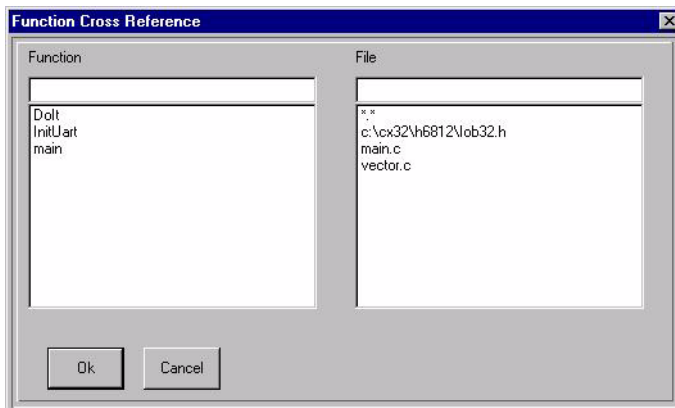 Function Cross Reference
Function
File
DoIt
InitUart
main
*.*
c:\cx32\h6812\Iob32.h
main.c
vector.c
Ok
Cancel